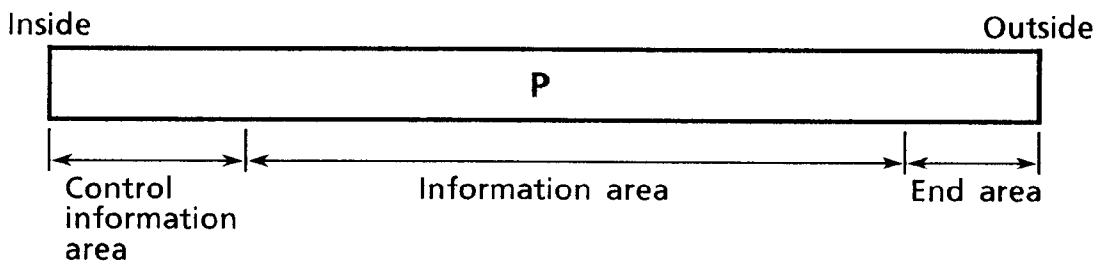 Inside
Outside
P
Control
information
area
Information area
End area